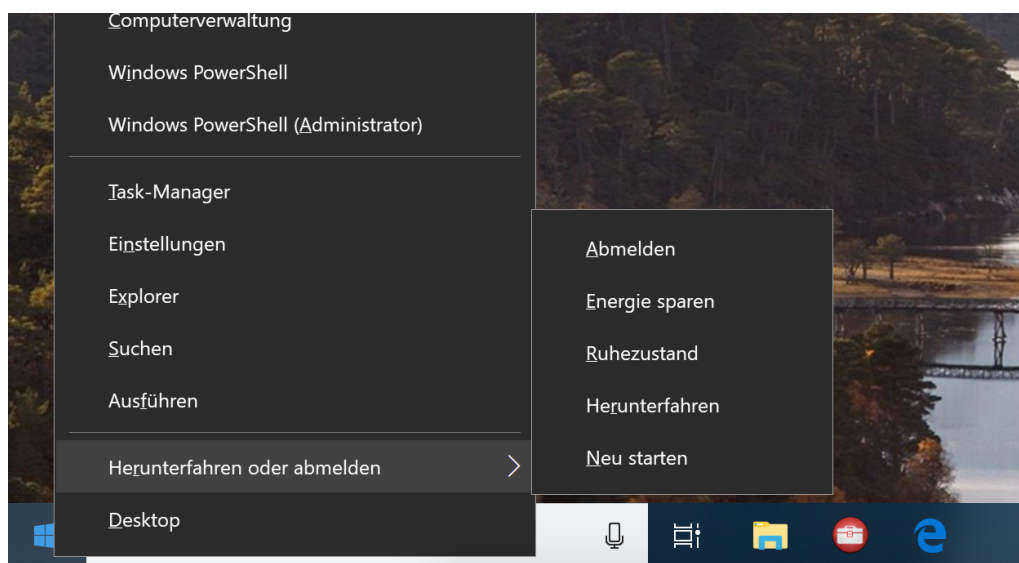 Computerverwaltung
Windows PowerShell
Windows PowerShell (Administrator)
Task-Manager
Einstellungen
Explorer
Suchen
Ausführen
Herunterfahren oder abmelden
Desktop
Abmelden
Energie sparen
Ruhezustand
Herunterfahren
Neu starten